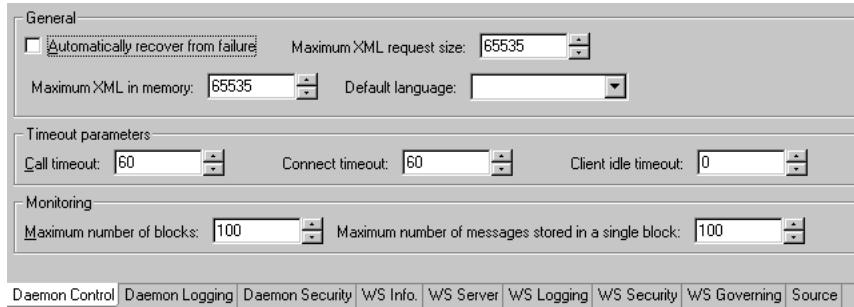 General
Automatically recover from failure Maximum XML request size: 65535
Maximum XML in memory: 65535 Default language:
Timeout parameters
Call timeout: 60 Connect timeout: 60 Client idle timeout: 0
Monitoring
Maximum number of blocks: 100 Maximum number of messages stored in a single block: 100
Daemon Control Daemon Logging Daemon Security WS Info. WS Server WS Logging WS Security WS Governing Source